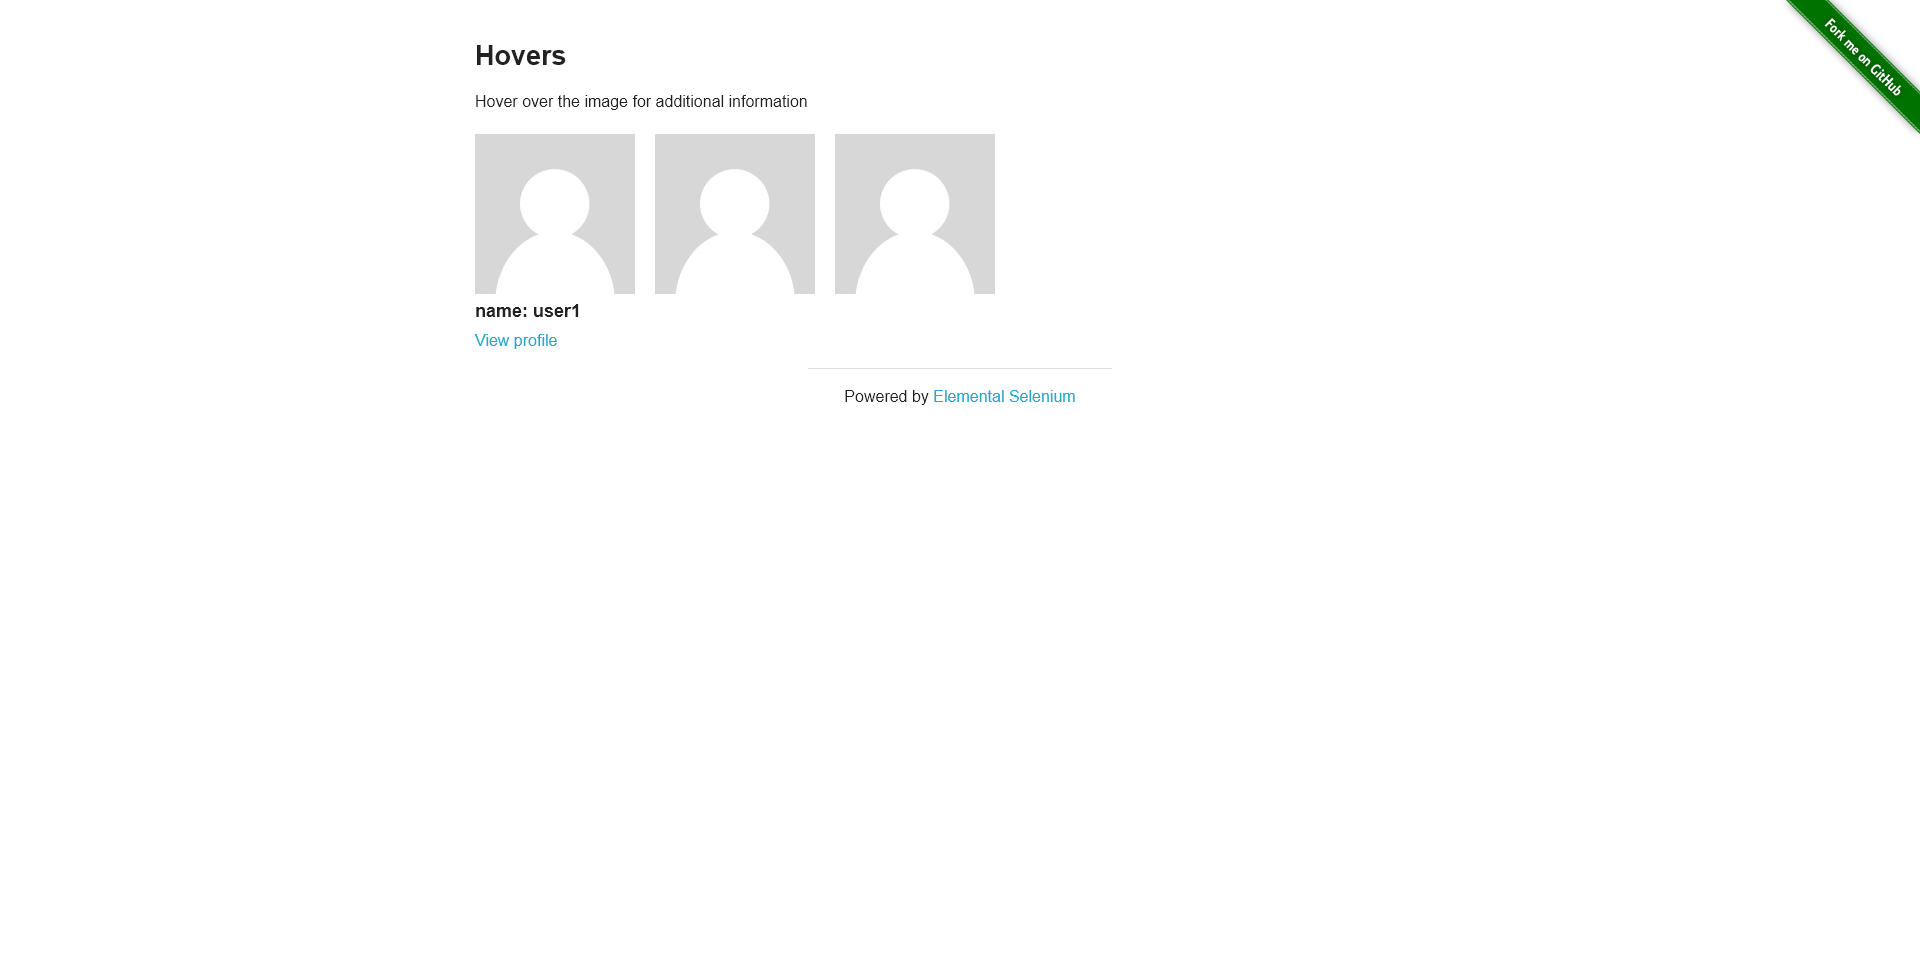 Hovers
Fork me on GitHub
Hover over the image for additional information
name: user1
View profile
Powered by Elemental Selenium